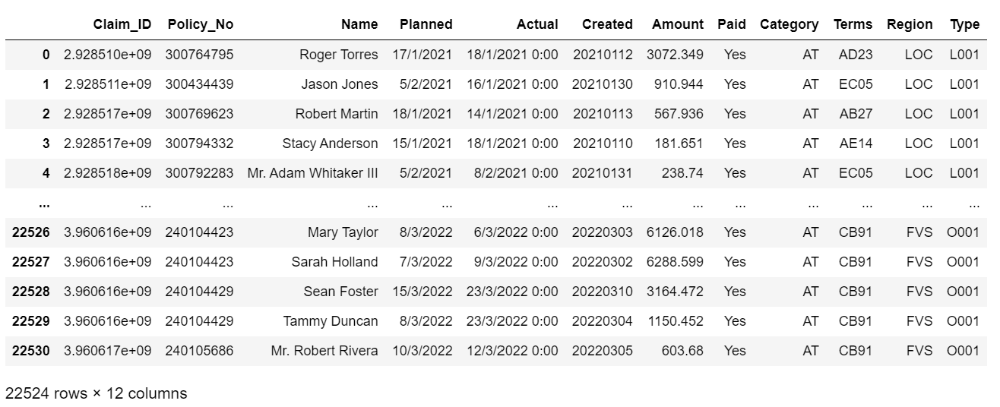 Claim_ID Policy_No Name Planned Actual Created Amount Paid Category Terms Region Type
0 2.928510e+09 300764795 Roger Torres 17/1/2021 18/1/2021 0:00 20210112 3072.349 Yes AT AD23 LOC L001
1 2.928511e+09 300434439 Jason Jones 5/2/2021 16/1/2021 0:00 20210130 910.944 Yes AT EC05 LOC L001
2 2.928517e+09 300769623 Robert Martin 18/1/2021 14/1/2021 0:00 20210113 567.936 Yes AT AB27 LOC L001
3 2.928517e+09 300794332 Stacy Anderson 15/1/2021 18/1/2021 0:00 20210110 181.651 Yes AT AE14 LOC L001
4 2.928518e+09 300792283 Mr. Adam Whitaker III 5/2/2021 8/2/2021 0:00 20210131 238.74 Yes AT EC05 LOC L001
... ... ... ... ... ... ... ... ... ... ... ... ...
22526 3.960616e+09 240104423 Mary Taylor 8/3/2022 6/3/2022 0:00 20220303 6126.018 Yes AT CB91 FVS O001
22527 3.960616e+09 240104423 Sarah Holland 7/3/2022 9/3/2022 0:00 20220302 6288.599 Yes AT CB91 FVS O001
22528 3.960616e+09 240104429 Sean Foster 15/3/2022 23/3/2022 0:00 20220310 3164.472 Yes AT CB91 FVS O001
22529 3.960616e+09 240104429 Tammy Duncan 8/3/2022 23/3/2022 0:00 20220304 1150.452 Yes AT CB91 FVS O001
22530 3.960617e+09 240105686 Mr. Robert Rivera 10/3/2022 12/3/2022 0:00 20220305 603.68 Yes AT CB91 FVS O001
22524 rows × 12 columns